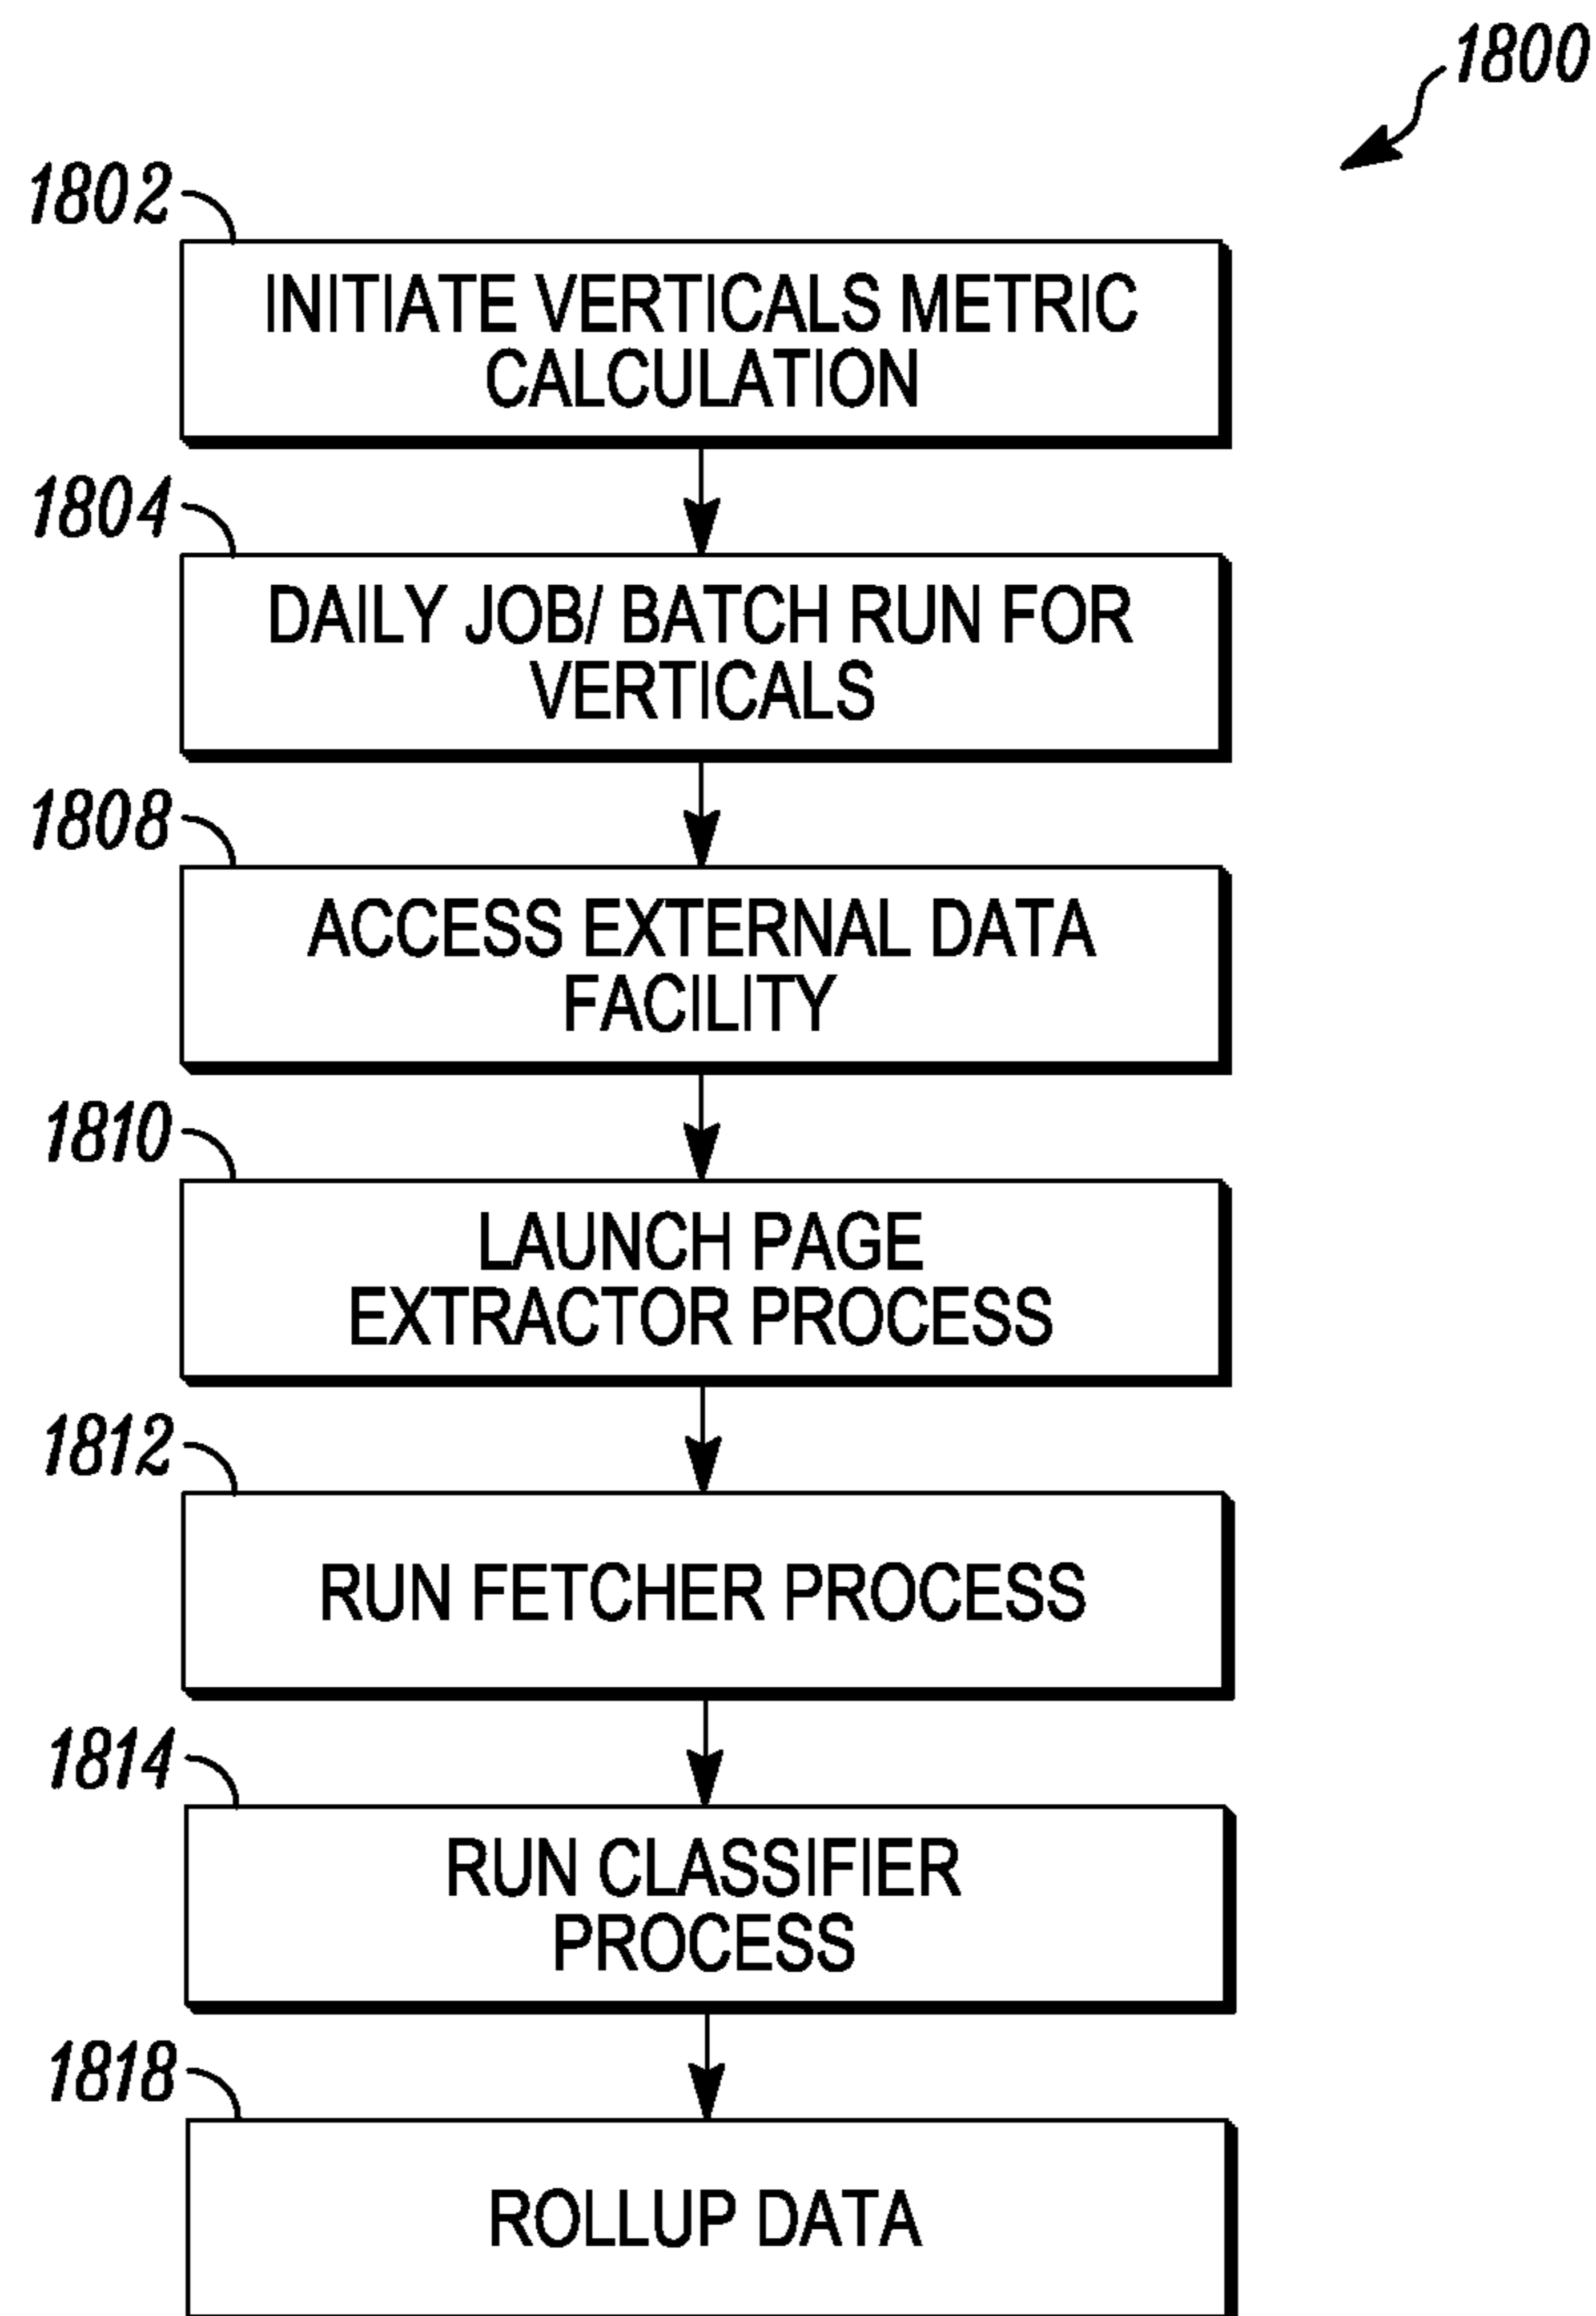 1800
1802
INITIATE VERTICALS METRIC
CALCULATION
1804
DAILY JOB/ BATCH RUN FOR
VERTICALS
1808
ACCESS EXTERNAL DATA
FACILITY
1810
LAUNCH PAGE
EXTRACTOR PROCESS
1812
RUN FETCHER PROCESS
1814
RUN CLASSIFIER
PROCESS
1818
ROLLUP DATA